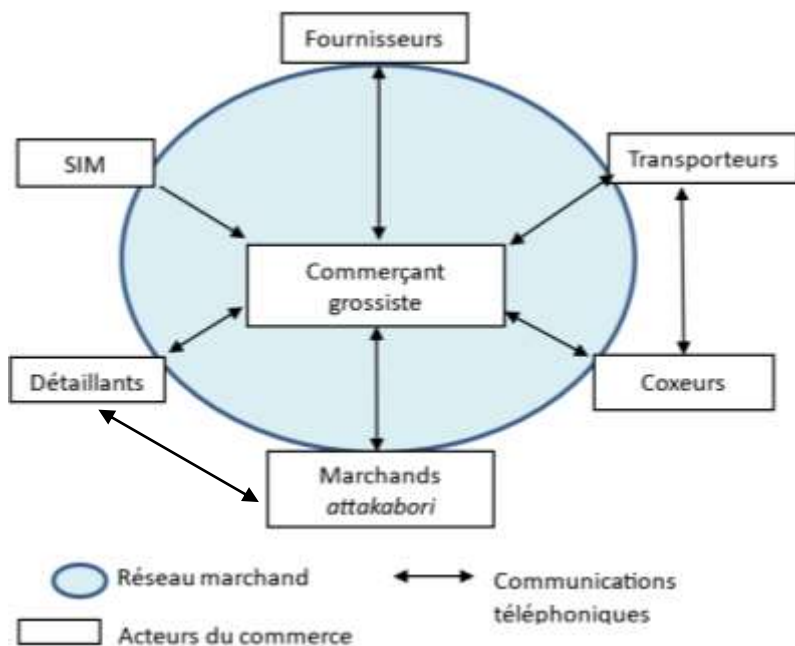 Fournisseurs
SIM
Transporteurs
Commerçant
grossiste
Détaillants
Coxeurs
Marchands
attakabori
Réseau marchand
Communications
téléphoniques
Acteurs du commerce